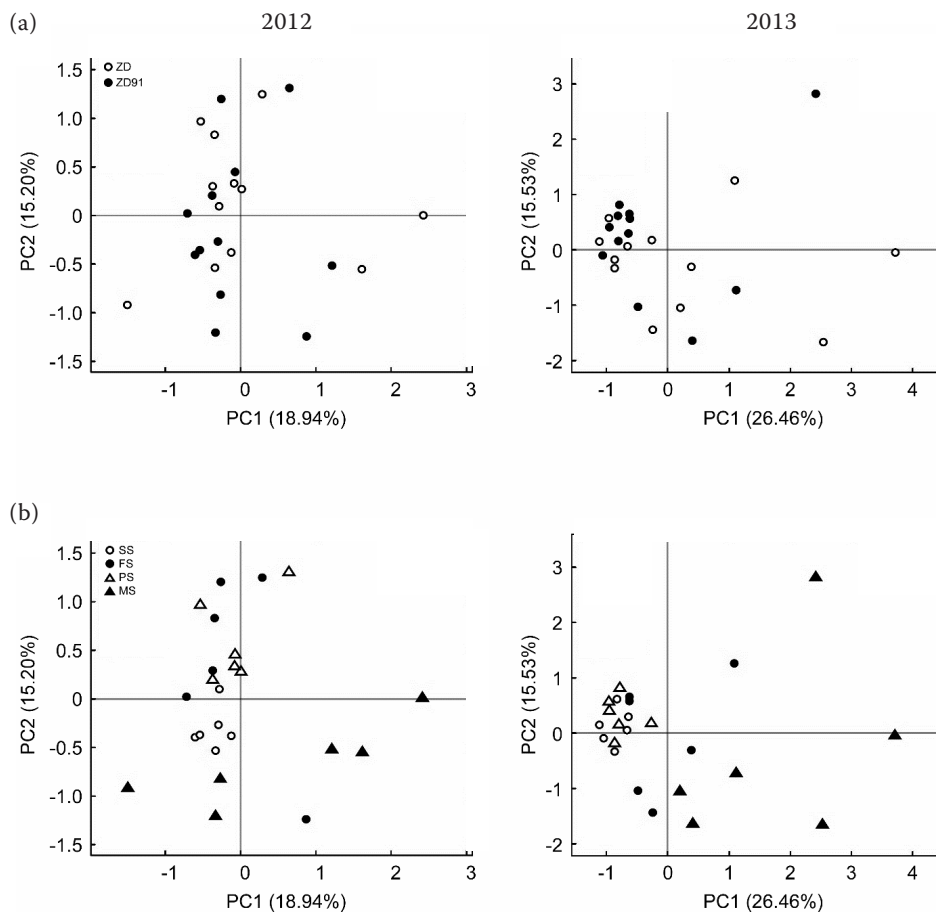 (a)
2012
2013
ZD
ZD91
1.5
1.0
0.5
0
-0.5
-1.0
-1.5
PC2 (15.20%)
-1 0 1 2 3
PC1 (18.94%)
3
2
1
0
-1
-2
PC2 (15.53%)
-1 0 1 2 3 4
PC1 (26.46%)
(b)
SS
FS
PS
MS
1.5
1.0
0.5
0
-0.5
-1.0
-1.5
PC2 (15.20%)
-1 0 1 2 3
PC1 (18.94%)
3
2
1
0
-1
-2
PC2 (15.53%)
-1 0 1 2 3 4
PC1 (26.46%)